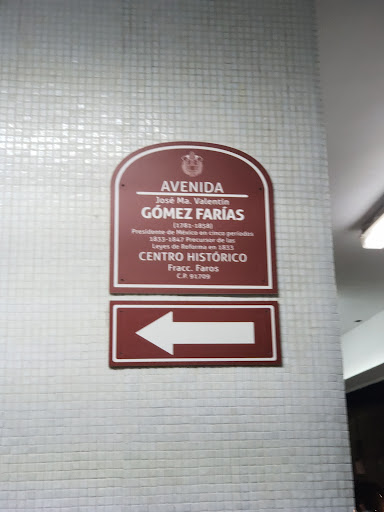 AVENIDA
José Ma. Valentín
GÓMEZ FARÍAS
(1781-1858)
Presidente de México en cinco períodos
1833-1847 Precursor de las
Leyes de Reforma en 1833
CENTRO HISTÓRICO
Fracc. Faros
C.P. 91709